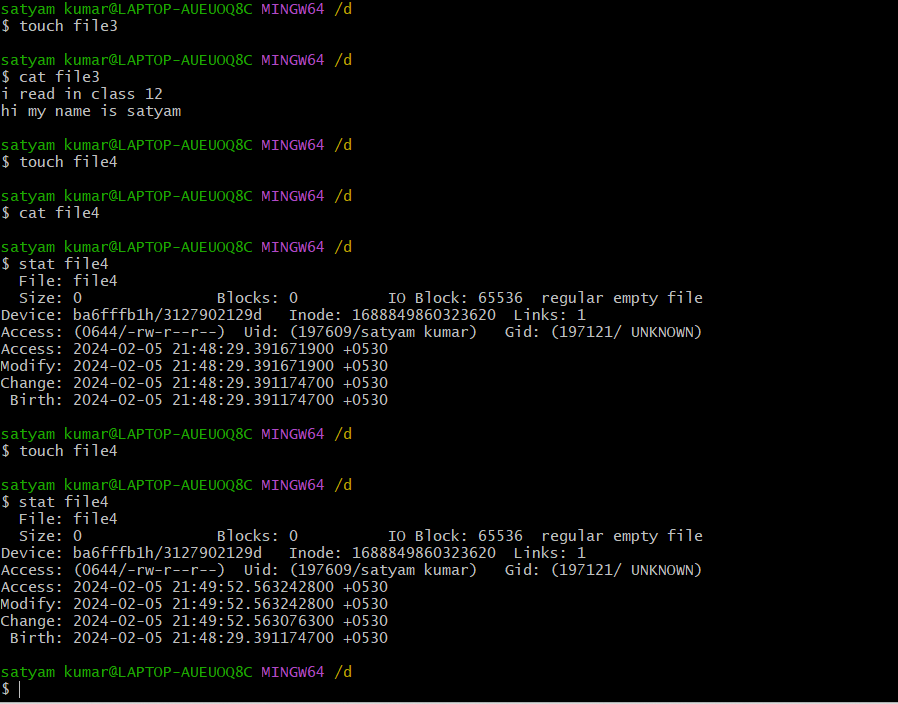 satyam kumar@LAPTOP-AUEUOQ8C MINGW64 /d
$ touch file3
satyam kumar@LAPTOP-AUEUOQ8C MINGW64 /d
$ cat file3
i read in class 12
hi my name is satyam
satyam kumar@LAPTOP-AUEUOQ8C MINGW64 /d
$ touch file4
satyam kumar@LAPTOP-AUEUOQ8C MINGW64 /d
$ cat file4
satyam kumar@LAPTOP-AUEUOQ8C MINGW64 /d
$ stat file4
  File: file4
  Size: 0               Blocks: 0          IO Block: 65536  regular empty file
Device: ba6fffb1h/3127902129d   Inode: 1688849860323620  Links: 1
Access: (0644/-rw-r--r--)  Uid: (197609/satyam kumar)   Gid: (197121/ UNKNOWN)
Access: 2024-02-05 21:48:29.391671900 +0530
Modify: 2024-02-05 21:48:29.391671900 +0530
Change: 2024-02-05 21:48:29.391174700 +0530
 Birth: 2024-02-05 21:48:29.391174700 +0530
satyam kumar@LAPTOP-AUEUOQ8C MINGW64 /d
$ touch file4
satyam kumar@LAPTOP-AUEUOQ8C MINGW64 /d
$ stat file4
  File: file4
  Size: 0               Blocks: 0          IO Block: 65536  regular empty file
Device: ba6fffb1h/3127902129d   Inode: 1688849860323620  Links: 1
Access: (0644/-rw-r--r--)  Uid: (197609/satyam kumar)   Gid: (197121/ UNKNOWN)
Access: 2024-02-05 21:49:52.563242800 +0530
Modify: 2024-02-05 21:49:52.563242800 +0530
Change: 2024-02-05 21:49:52.563076300 +0530
 Birth: 2024-02-05 21:48:29.391174700 +0530
satyam kumar@LAPTOP-AUEUOQ8C MINGW64 /d
$